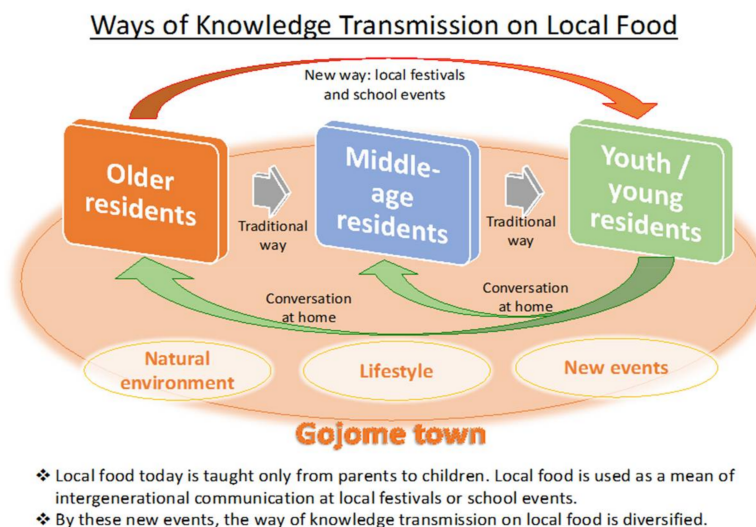 Ways of Knowledge Transmission on Local Food
New way: local festivals
and school events
Older
residents
Traditional
way
Middle-
age
residents
Traditional
way
Youth /
young
residents
Conversation
at home
Conversation
at home
Natural
environment
Lifestyle
New events
Gojome town
❖ Local food today is taught only from parents to children. Local food is used as a mean of
intergenerational communication at local festivals or school events.
❖ By these new events, the way of knowledge transmission on local food is diversified.